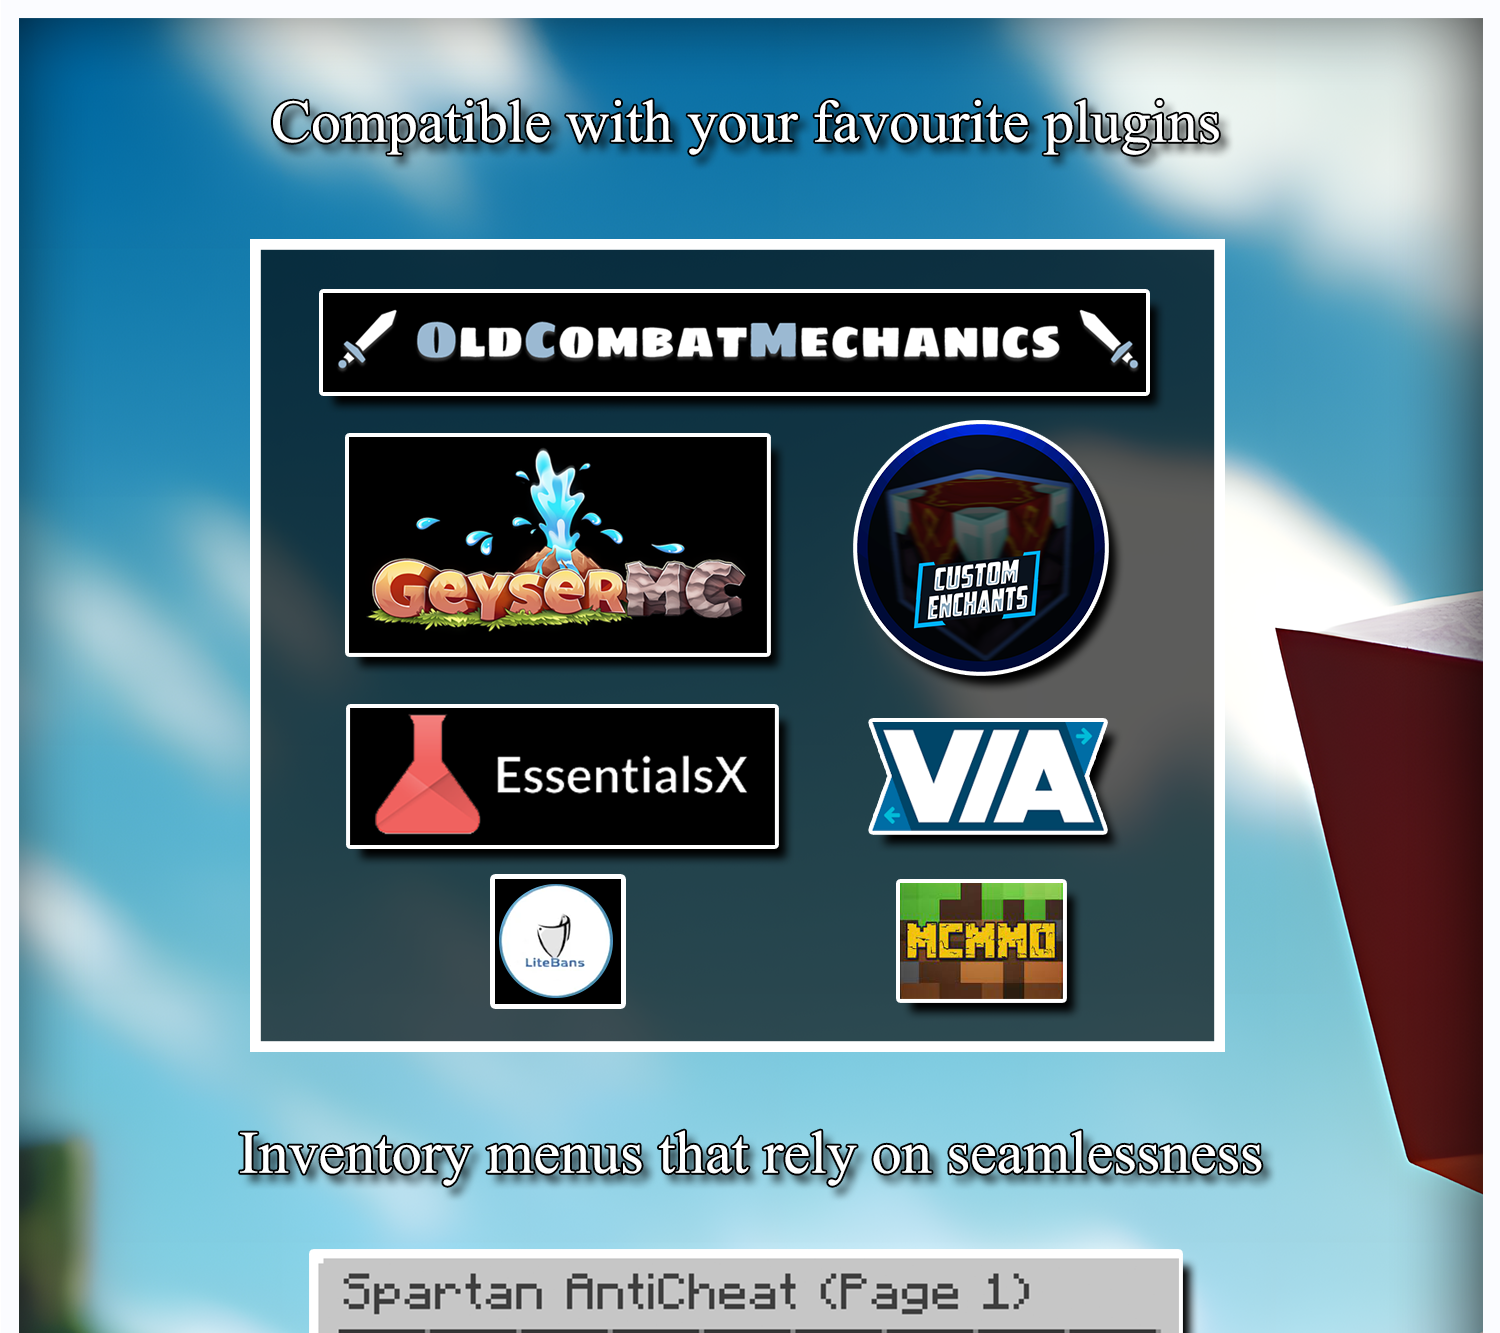 Compatible with your favourite plugins
OldCombatMechanics
GeyserMC
CUSTOM
ENCHANTS
EssentialsX
VIA
LiteBans
MCMMO
Inventory menus that rely on seamlessness
Spartan AntiCheat (Page 1)